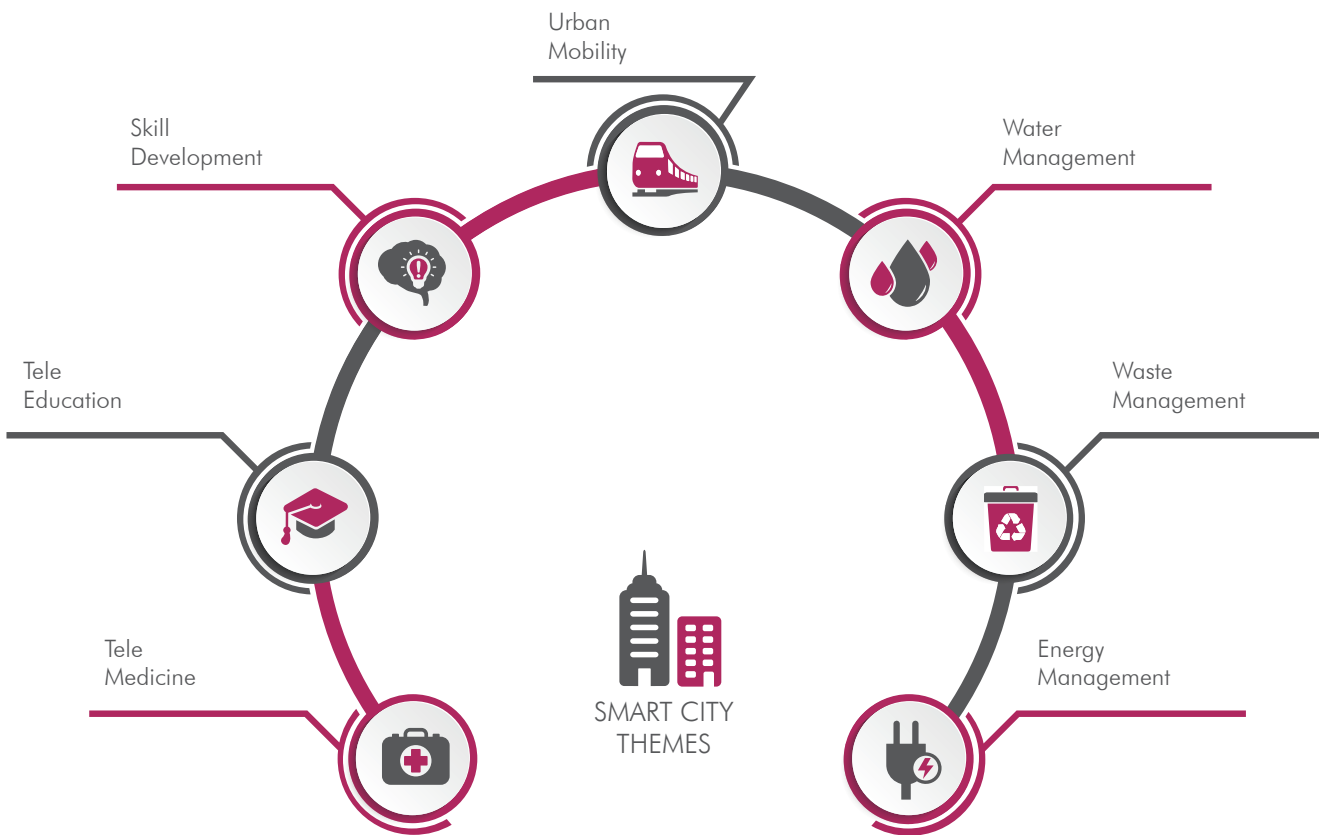 Urban
Mobility
Skill
Development
Water
Management
Tele
Education
Waste
Management
Tele
Medicine
Energy
Management
SMART CITY
THEMES